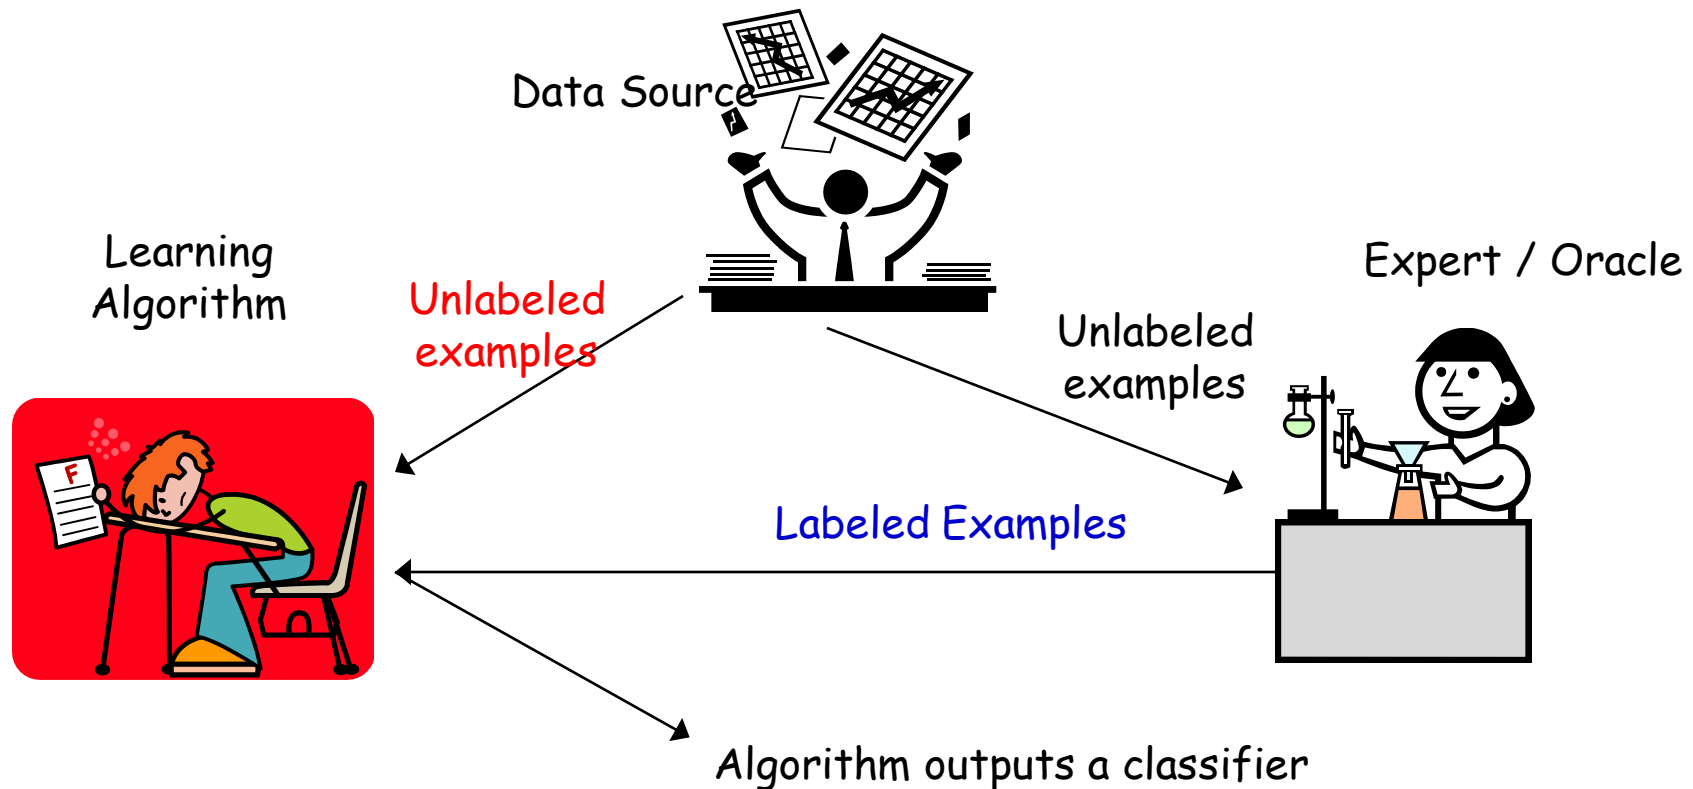 Data Source
Learning
Algorithm
Unlabeled
examples
Expert / Oracle
Unlabeled
examples
F
Labeled Examples
Algorithm outputs a classifier